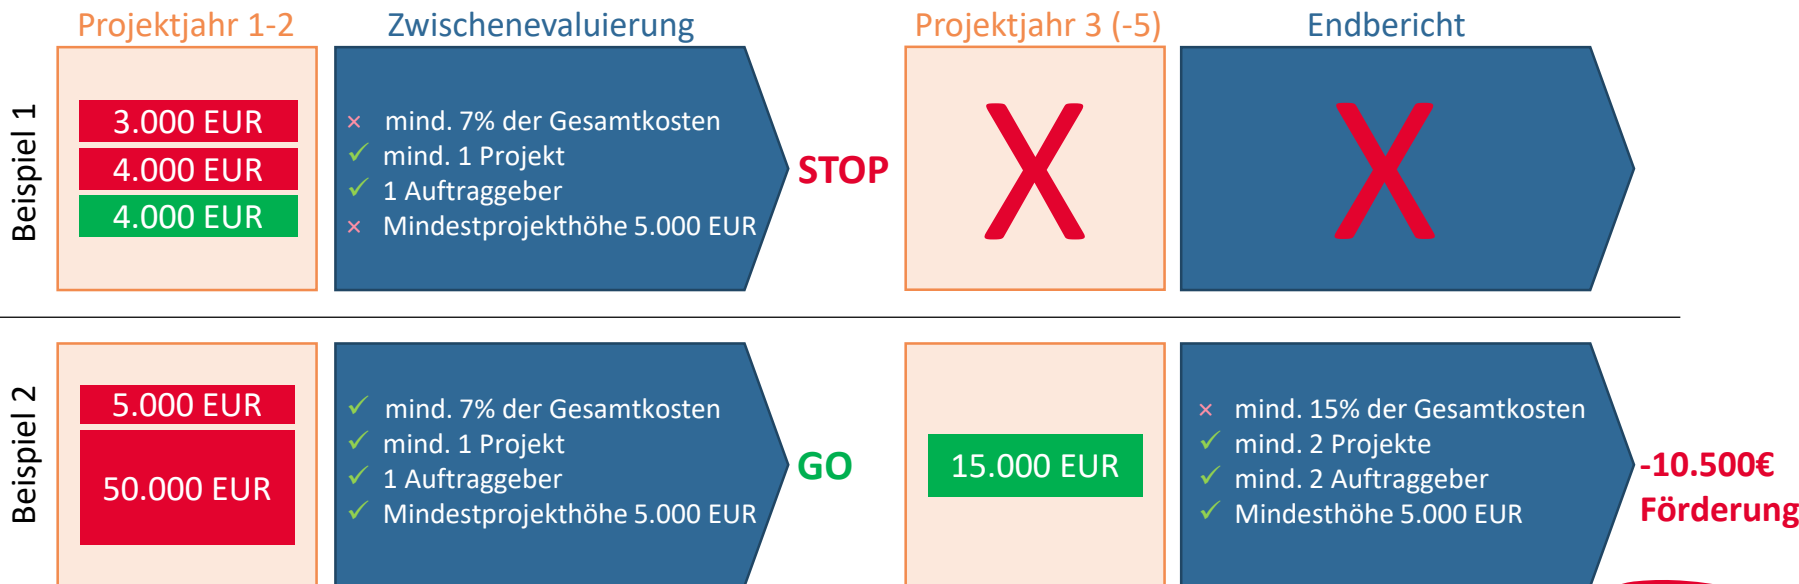 Projektjahr 1-2
Zwischenevaluierung
Projektjahr 3 (-5)
Endbericht
Beispiel 1
3.000 EUR
4.000 EUR
4.000 EUR
× mind. 7% der Gesamtkosten
✓ mind. 1 Projekt
✓ 1 Auftraggeber
× Mindestprojekthöhe 5.000 EUR
STOP
X
X
Beispiel 2
5.000 EUR
50.000 EUR
✓ mind. 7% der Gesamtkosten
✓ mind. 1 Projekt
✓ 1 Auftraggeber
✓ Mindestprojekthöhe 5.000 EUR
GO
15.000 EUR
× mind. 15% der Gesamtkosten
✓ mind. 2 Projekte
✓ mind. 2 Auftraggeber
✓ Mindesthöhe 5.000 EUR
-10.500€
Förderung